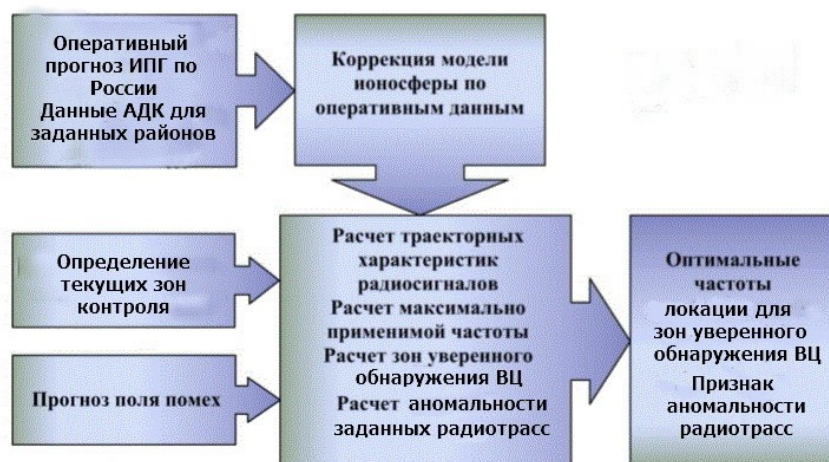 Оперативный
прогноз ИПГ по
России
Данные АДК для
заданных районов
Коррекция модели
ионосферы по
оперативным данным
Определение
текущих зон
контроля
Прогноз поля помех
Расчет траекторных
характеристик
радиосигналов
Расчет максимально
применимой частоты
Расчет зон уверенного
обнаружения ВЦ
Расчет аномальности
заданных радиотрасс
Оптимальные
частоты
локации для
зон уверенного
обнаружения ВЦ
Признак
аномальности
радиотрасс